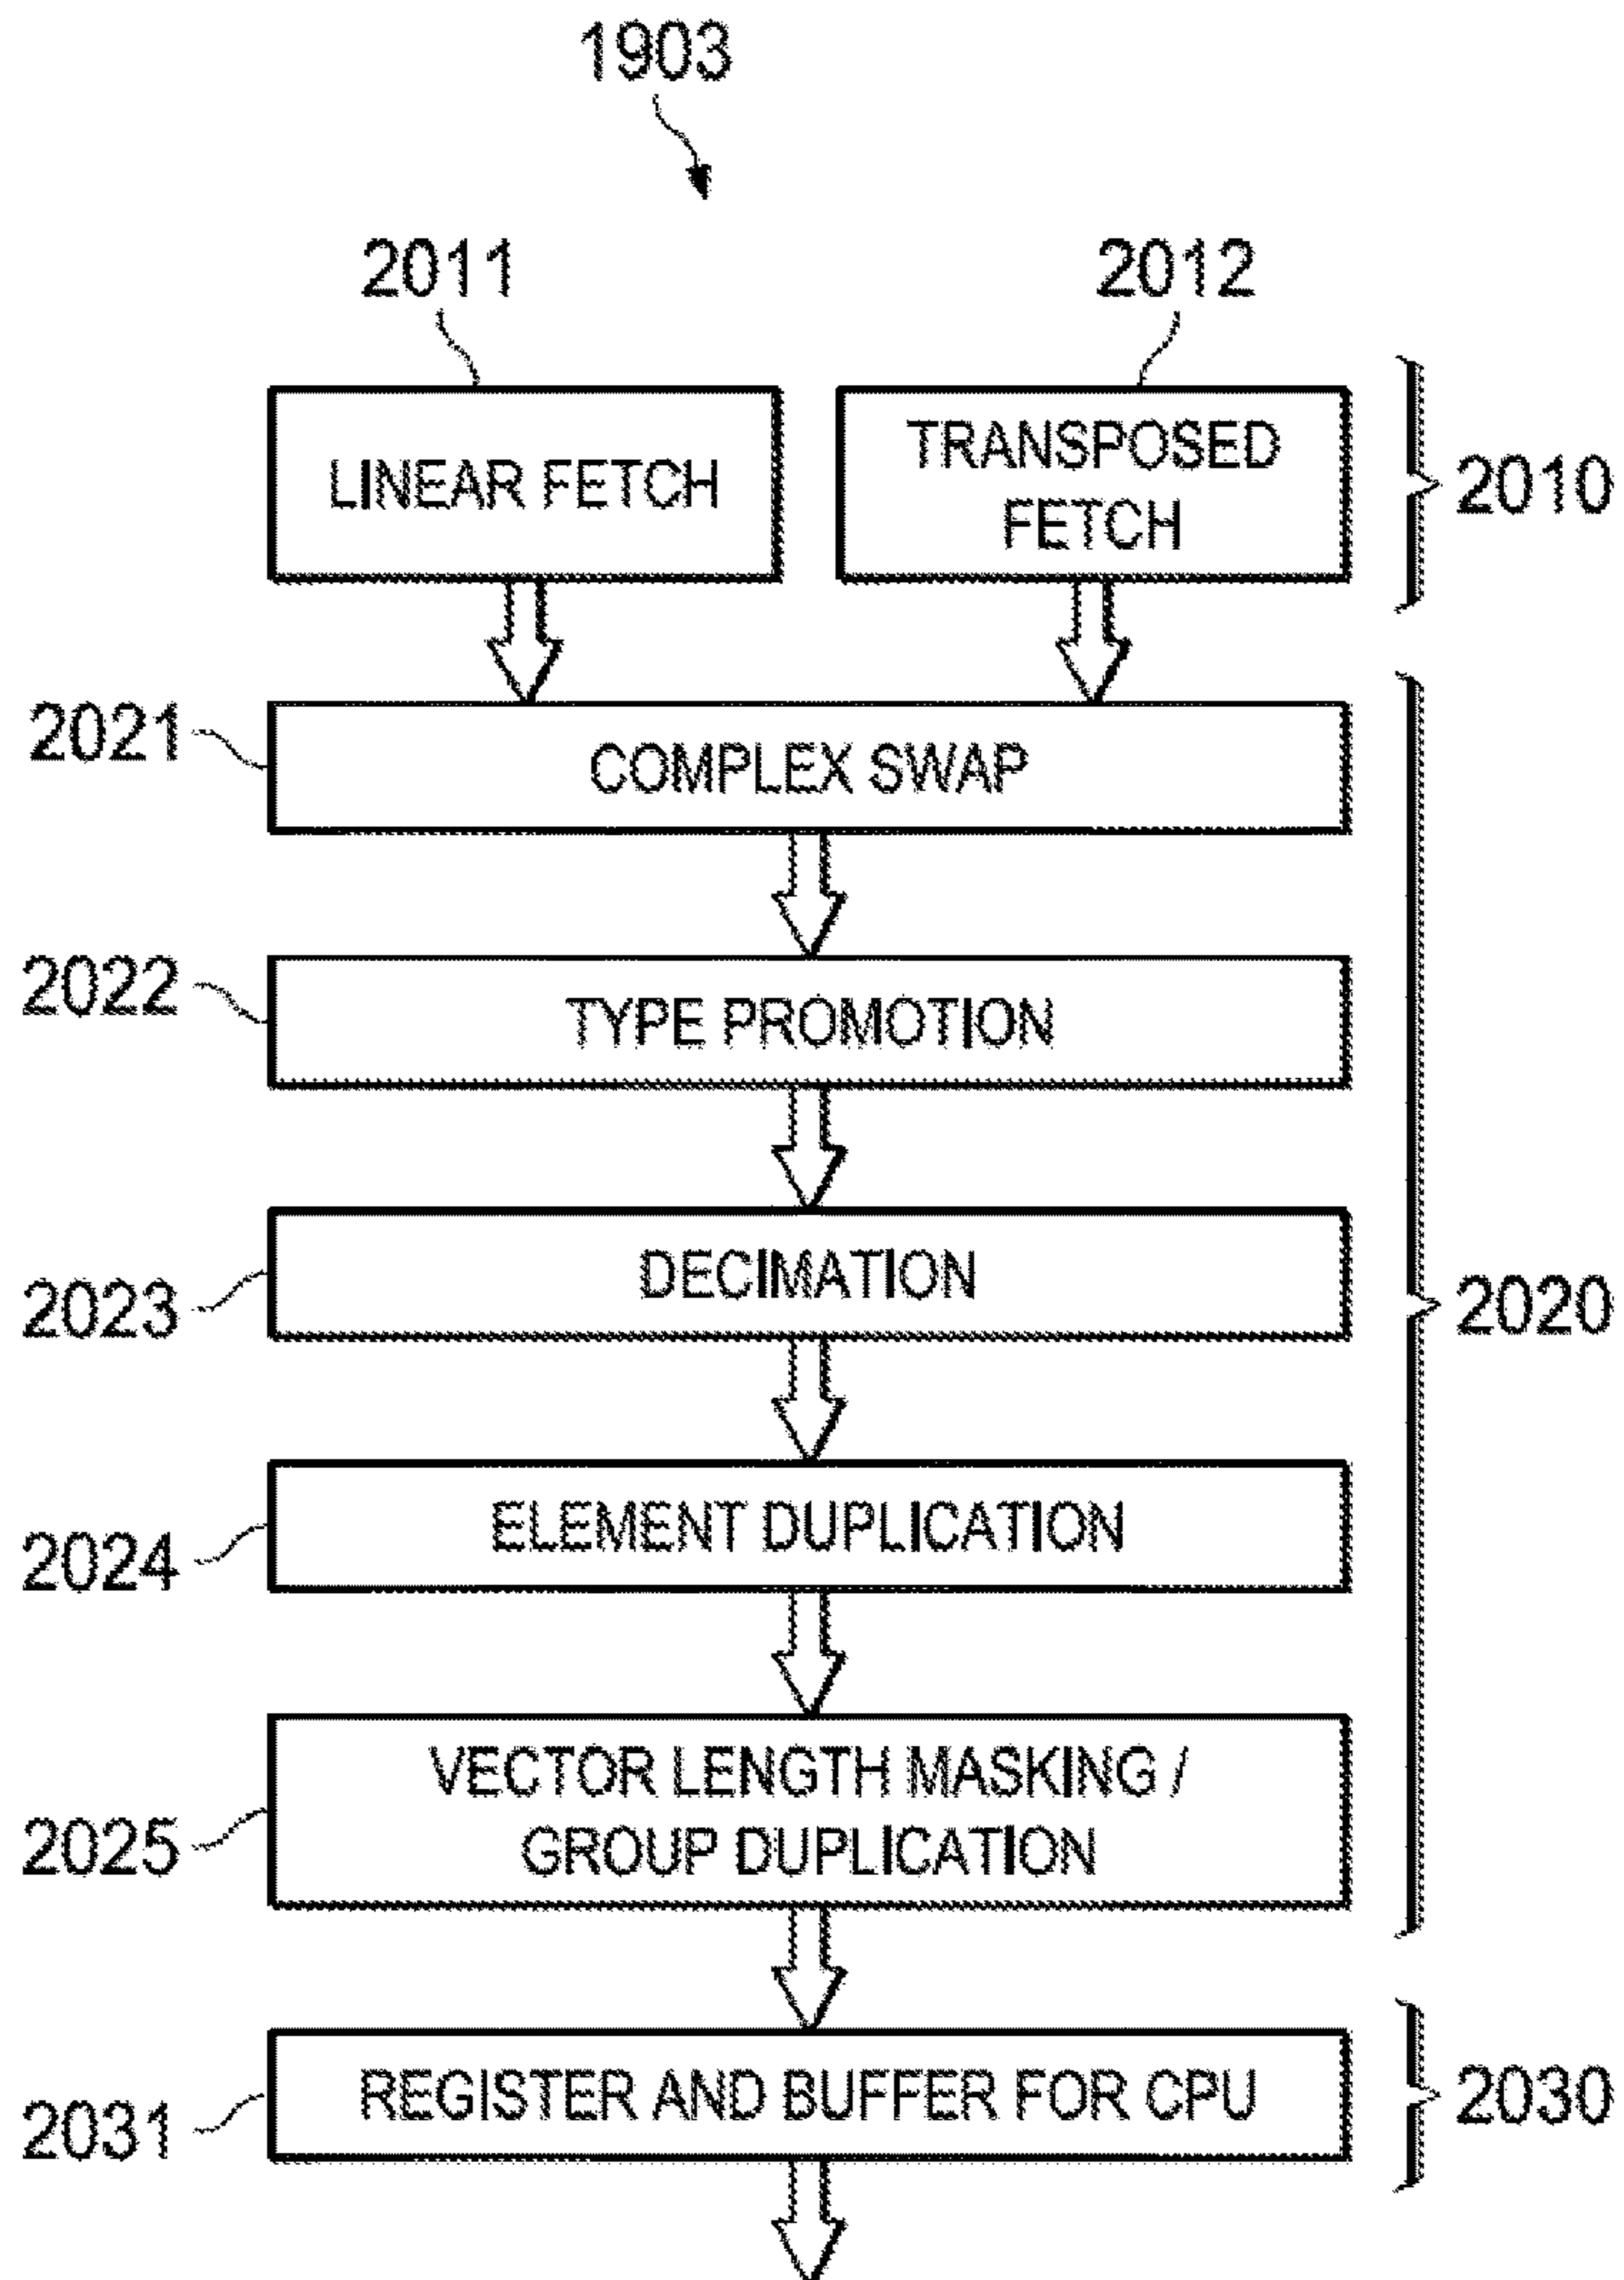 1903
2011
2012
LINEAR FETCH
TRANSPOSED
FETCH
2010
2021
COMPLEX SWAP
2022
TYPE PROMOTION
2023
DECIMATION
2020
2024
ELEMENT DUPLICATION
2025
VECTOR LENGTH MASKING /
GROUP DUPLICATION
2031
REGISTER AND BUFFER FOR CPU
2030